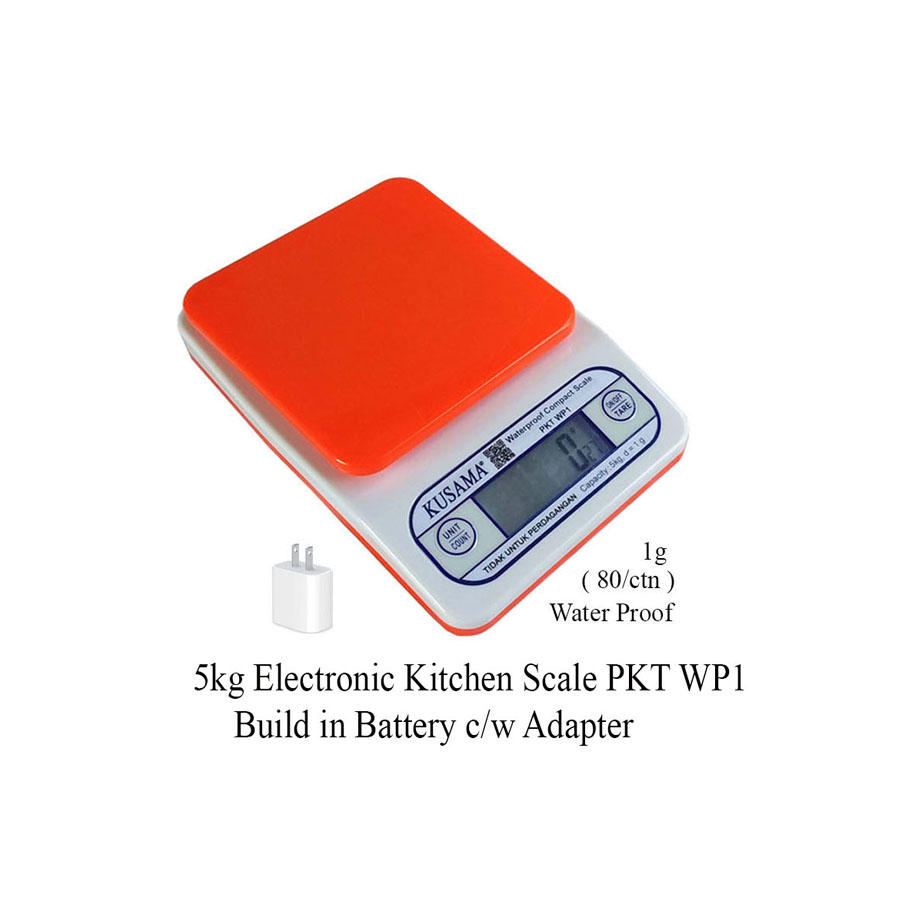 Waterproof Compact Scale
PKT WP1
KUSAMA®
ON/OFF
TARE
UNIT
COUNT
Capacity : 5kg, d = 1 g
TIDAK UNTUK PERDAGANGAN
1g
( 80/ctn )
Water Proof
5kg Electronic Kitchen Scale PKT WP1
Build in Battery c/w Adapter